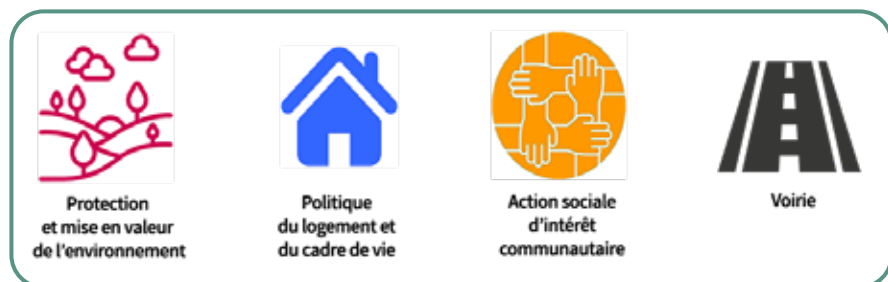 Protection
et mise en valeur
de l'environnement
Politique
du logement et
du cadre de vie
Action sociale
d'intérêt
communautaire
Voirie